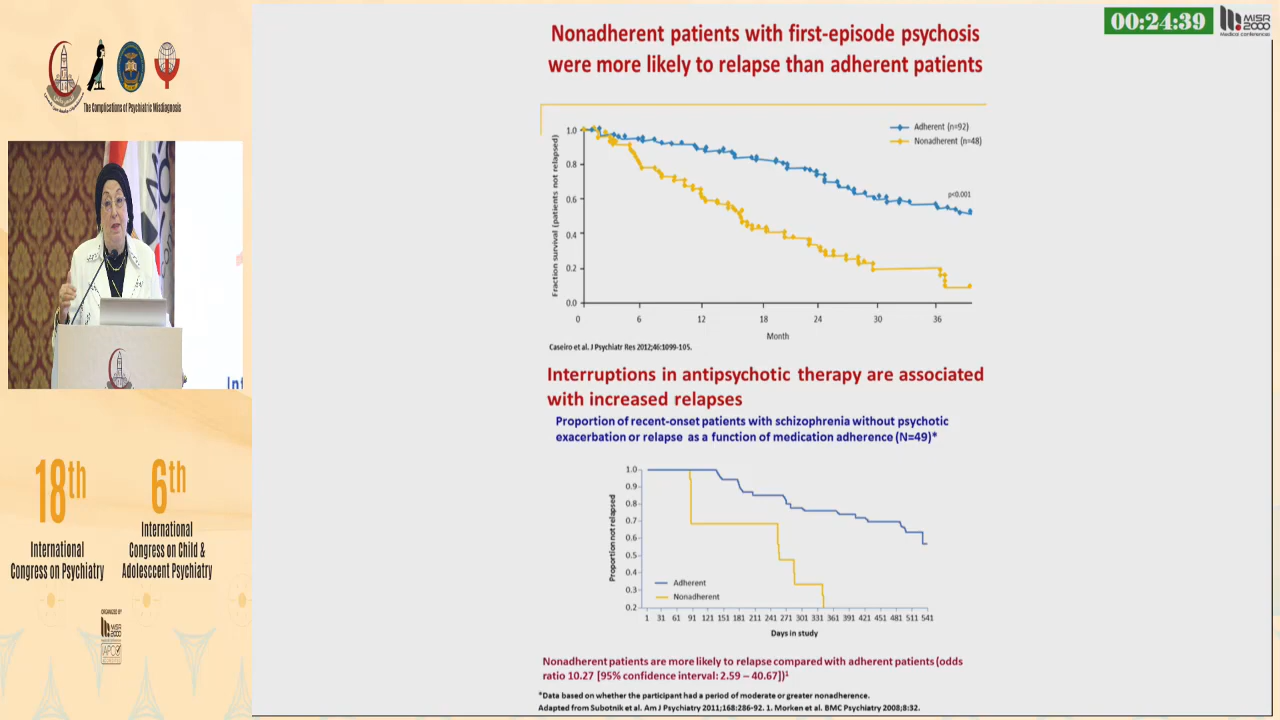 00:24:39
MISR
2000
Medical conferences
The Complications of Psychiatric Misdiagnosis
18th
International
Congress on Psychiatry
6th
International
Congress on Child &
Adolesccent Psychiatry
ORGANIZED BY
MISR
2000
IAPCO
Nonadherent patients with first-episode psychosis
were more likely to relapse than adherent patients
Adherent (n=92)
Nonadherent (n=48)
p<0.001
Fraction survival (patients not relapsed)
1.0
0.8
0.6
0.4
0.2
0.0
0 6 12 18 24 30 36
Month
Caseiro et al. J Psychiatr Res 2012;46:1099-105.
Interruptions in antipsychotic therapy are associated
with increased relapses
Proportion of recent-onset patients with schizophrenia without psychotic
exacerbation or relapse as a function of medication adherence (N=49)*
Proportion not relapsed
1.0
0.9
0.8
0.7
0.6
0.5
0.4
0.3
0.2
Adherent
Nonadherent
1 31 61 91 121 151 181 211 241 271 301 331 361 391 421 451 481 511 541
Days in study
Nonadherent patients are more likely to relapse compared with adherent patients (odds
ratio 10.27 [95% confidence interval: 2.59 – 40.67])¹
*Data based on whether the participant had a period of moderate or greater nonadherence.
Adapted from Subotnik et al. Am J Psychiatry 2011;168:286-92. 1. Morken et al. BMC Psychiatry 2008;8:32.
Int